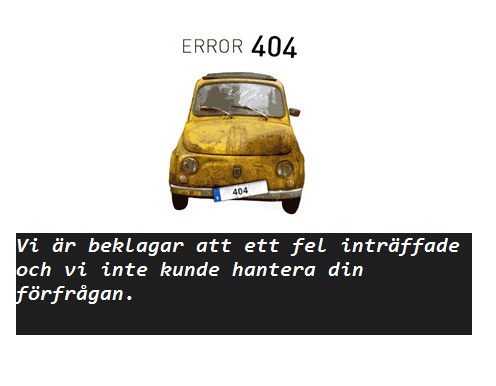 ERROR 404
404
Vi är beklagar att ett fel inträffade
och vi inte kunde hantera din
förfrågan.